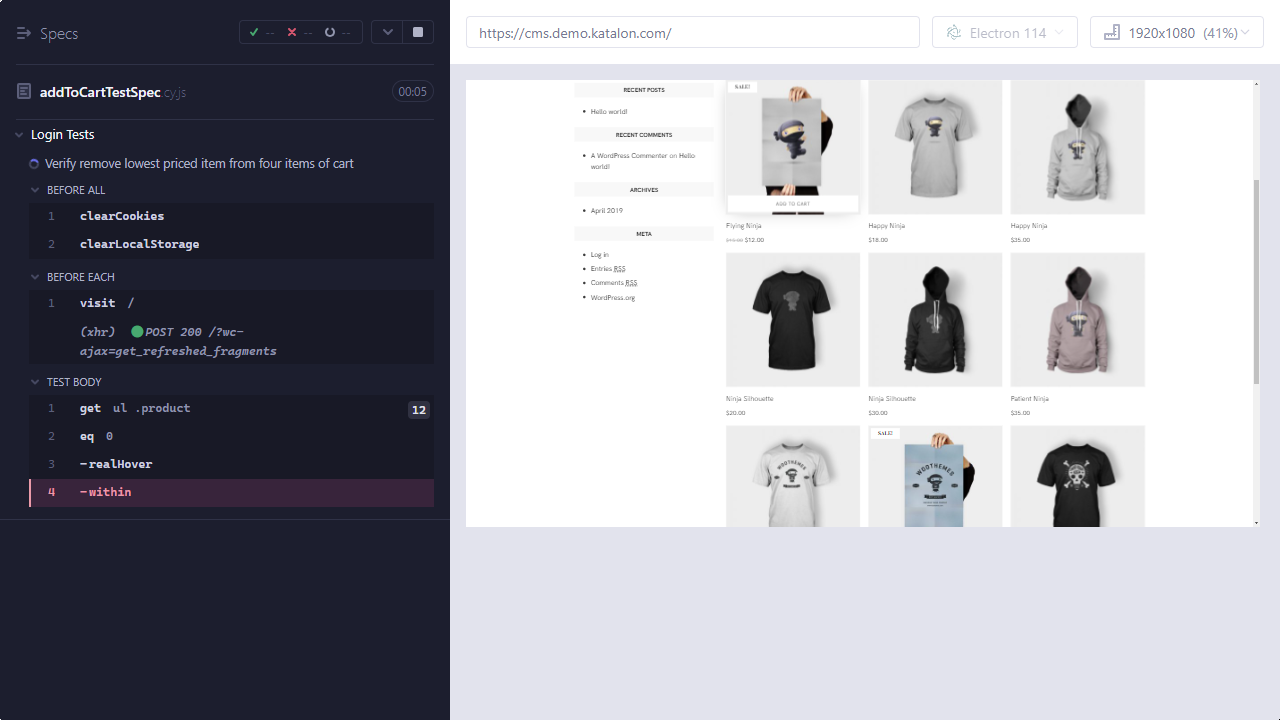 Specs
-- -- --
addToCartTestSpec.cy.js 00:05
Login Tests
Verify remove lowest priced item from four items of cart
BEFORE ALL
1 clearCookies
2 clearLocalStorage
BEFORE EACH
1 visit /
(xhr) POST 200 /?wc-
ajax=get_refreshed_fragments
TEST BODY
1 get ul .product 12
2 eq 0
3 -realHover
4 -within
https://cms.demo.katalon.com/
Electron 114
1920x1080 (41%)
RECENT POSTS
Hello world!
RECENT COMMENTS
A WordPress Commenter on Hello
world!
ARCHIVES
April 2019
META
Log in
Entries RSS
Comments RSS
WordPress.org
SALE!
ADD TO CART
Flying Ninja
$12.00
Happy Ninja
$18.00
Happy Ninja
$35.00
Ninja Silhouette
$20.00
Ninja Silhouette
$30.00
Patient Ninja
$35.00
WOOTHEMES
SALE!
WOOTHEMES